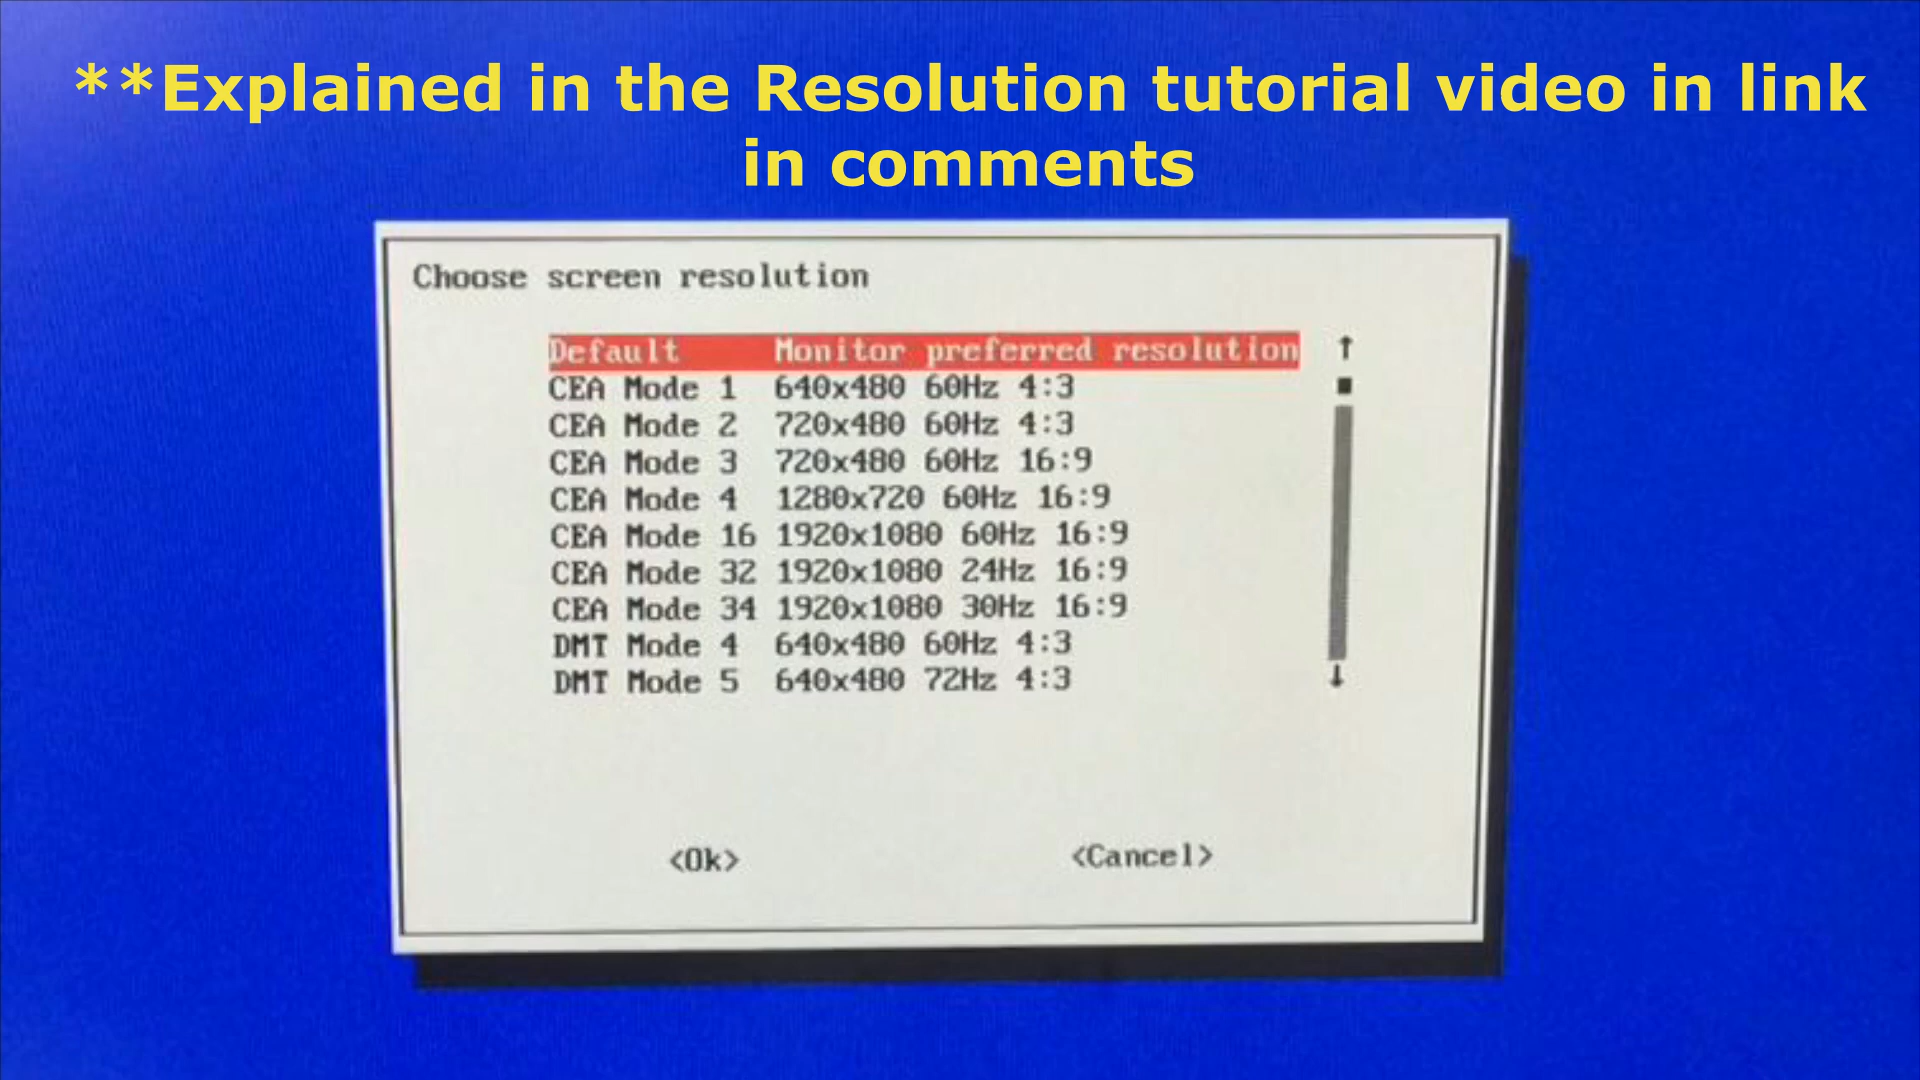 **Explained in the Resolution tutorial video in link
in comments
Choose screen resolution
Default Monitor preferred resolution
CEA Mode 1 640x480 60Hz 4:3
CEA Mode 2 720x480 60Hz 4:3
CEA Mode 3 720x480 60Hz 16:9
CEA Mode 4 1280x720 60Hz 16:9
CEA Mode 16 1920x1080 60Hz 16:9
CEA Mode 32 1920x1080 24Hz 16:9
CEA Mode 34 1920x1080 30Hz 16:9
DMT Mode 4 640x480 60Hz 4:3
DMT Mode 5 640x480 72Hz 4:3
<Ok> <Cancel>